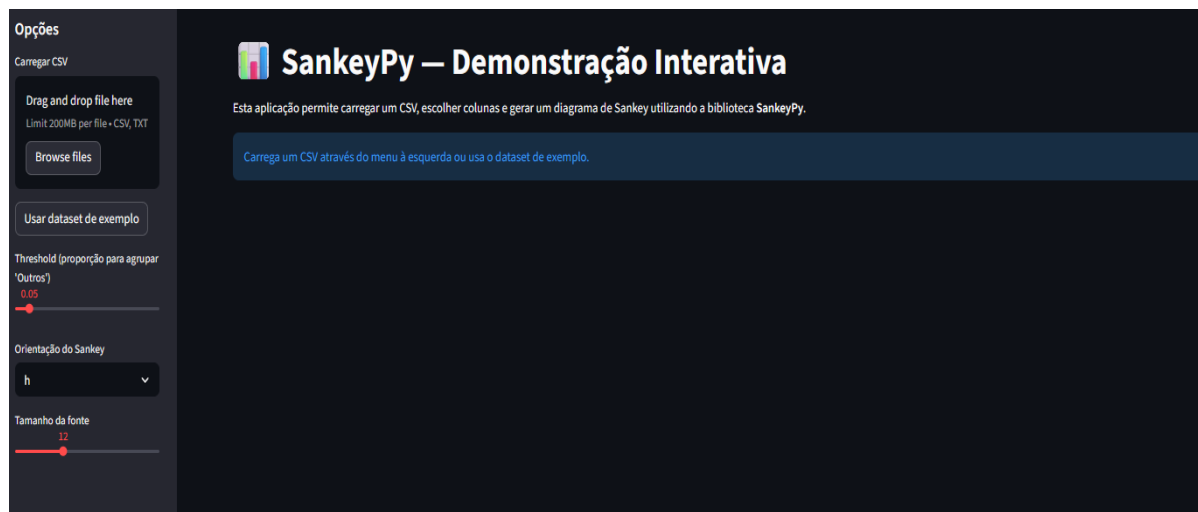 Opções
Carregar CSV
Drag and drop file here
Limit 200MB per file • CSV, TXT
Browse files
Usar dataset de exemplo
Threshold (proporção para agrupar
'Outros')
0.05
Orientação do Sankey
h
Tamanho da fonte
12
SankeyPy — Demonstração Interativa
Esta aplicação permite carregar um CSV, escolher colunas e gerar um diagrama de Sankey utilizando a biblioteca SankeyPy.
Carrega um CSV através do menu à esquerda ou usa o dataset de exemplo.